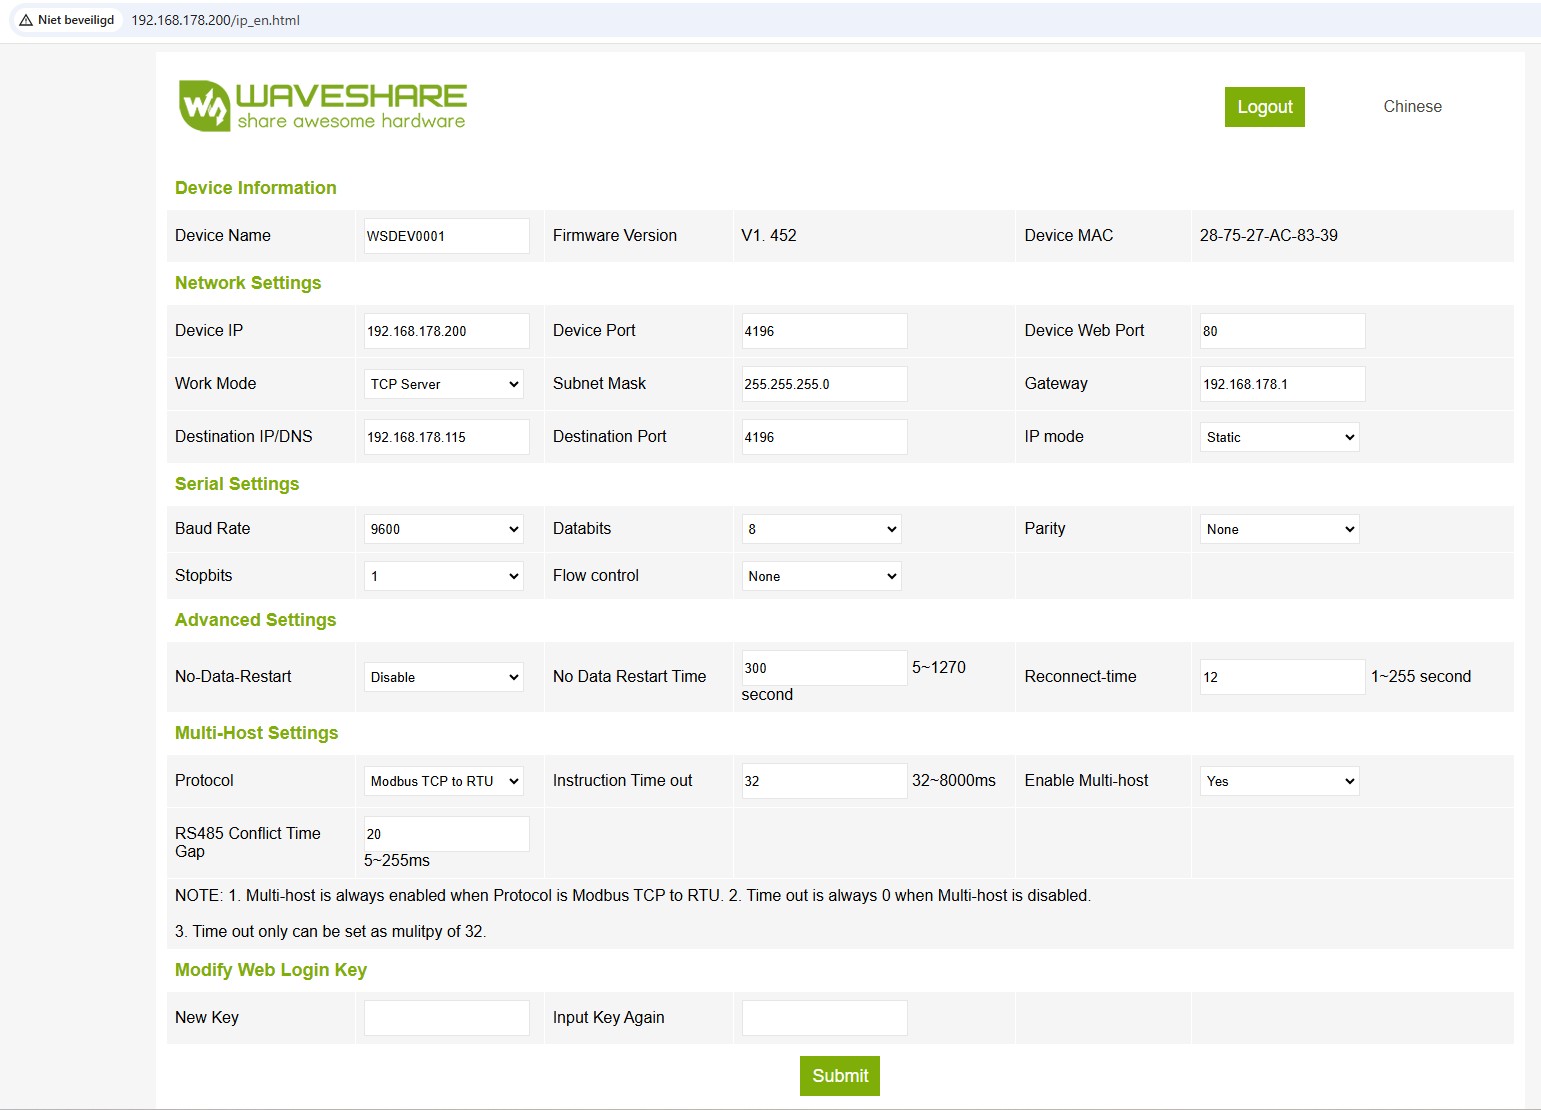 Niet beveiligd 192.168.178.200/ip_en.html
WAVESHARE
share awesome hardware
Logout Chinese
Device Information
Device Name WSDEV0001 Firmware Version V1. 452 Device MAC 28-75-27-AC-83-39
Network Settings
Device IP 192.168.178.200 Device Port 4196 Device Web Port 80
Work Mode TCP Server Subnet Mask 255.255.255.0 Gateway 192.168.178.1
Destination IP/DNS 192.168.178.115 Destination Port 4196 IP mode Static
Serial Settings
Baud Rate 9600 Databits 8 Parity None
Stopbits 1 Flow control None
Advanced Settings
No-Data-Restart Disable No Data Restart Time 300 5~1270 second Reconnect-time 12 1~255 second
Multi-Host Settings
Protocol Modbus TCP to RTU Instruction Time out 32 32~8000ms Enable Multi-host Yes
RS485 Conflict Time Gap 20 5~255ms
NOTE: 1. Multi-host is always enabled when Protocol is Modbus TCP to RTU. 2. Time out is always 0 when Multi-host is disabled.
3. Time out only can be set as mulitpy of 32.
Modify Web Login Key
New Key Input Key Again
Submit